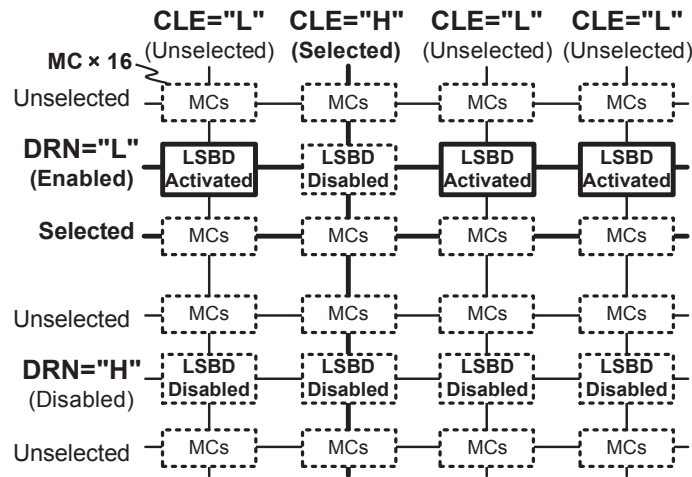 CLE="L" CLE="H" CLE="L" CLE="L"
(Unselected) (Selected) (Unselected) (Unselected)
MC × 16
Unselected MCs MCs MCs MCs
DRN="L" LSBD LSBD LSBD LSBD
(Enabled) Activated Disabled Activated Activated
Selected MCs MCs MCs MCs
Unselected MCs MCs MCs MCs
DRN="H" LSBD LSBD LSBD LSBD
(Disabled) Disabled Disabled Disabled Disabled
Unselected MCs MCs MCs MCs